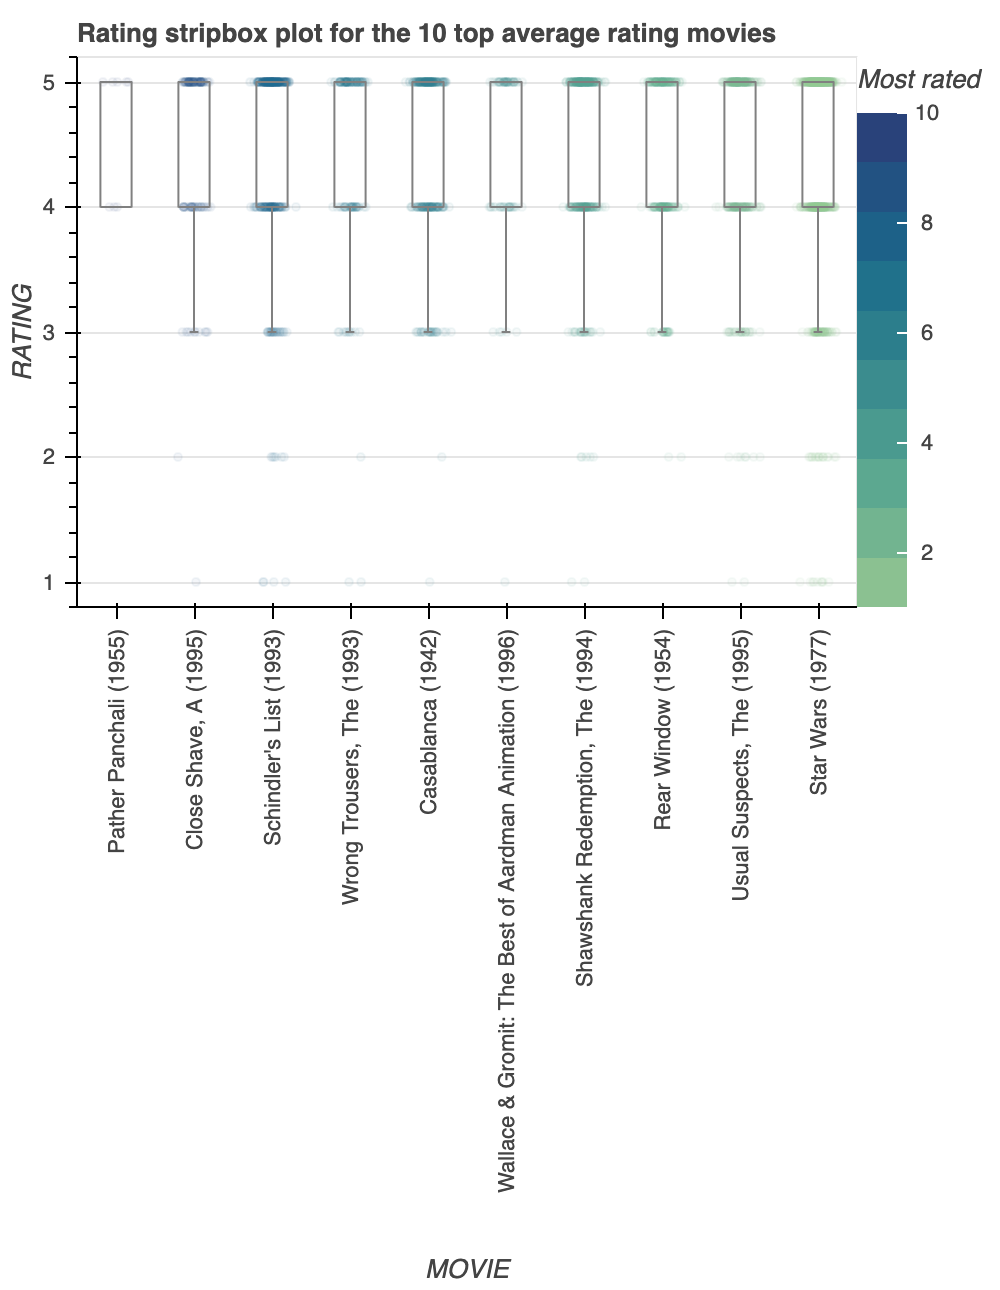 Rating stripbox plot for the 10 top average rating movies
Most rated
10
8
6
4
2
RATING
5
4
3
2
1
Pather Panchali (1955)
Close Shave, A (1995)
Schindler's List (1993)
Wrong Trousers, The (1993)
Casablanca (1942)
Wallace & Gromit: The Best of Aardman Animation (1996)
Shawshank Redemption, The (1994)
Rear Window (1954)
Usual Suspects, The (1995)
Star Wars (1977)
MOVIE